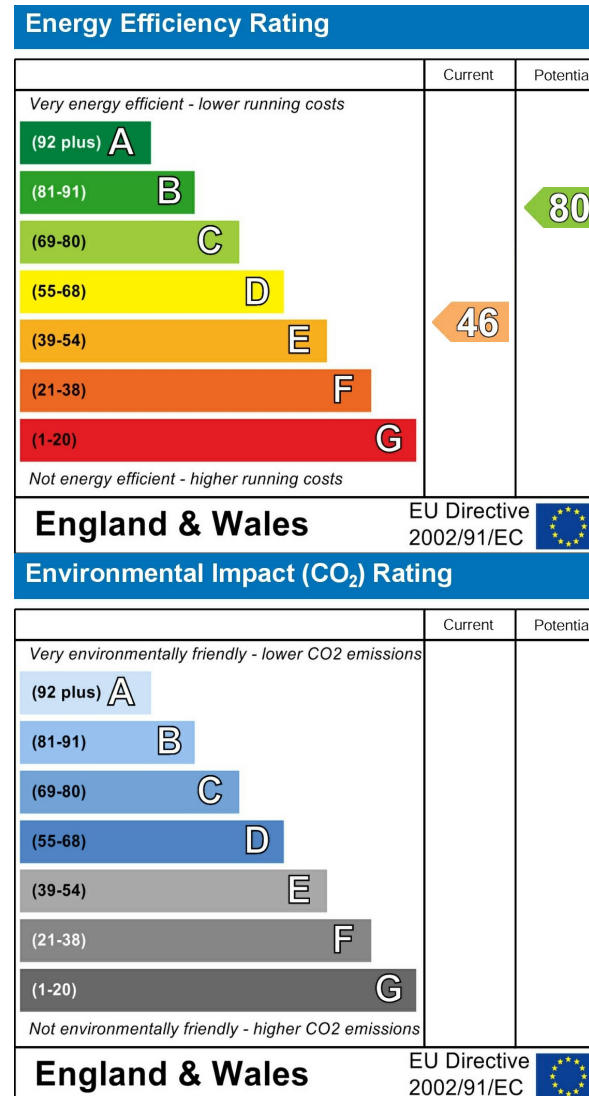 Energy Efficiency Rating
Current Potentia
Very energy efficient - lower running costs
(92 plus) A
(81-91) B
(69-80) C
(55-68) D
(39-54) E
(21-38) F
(1-20) G
80
46
Not energy efficient - higher running costs
England & Wales
EU Directive
2002/91/EC
Environmental Impact (CO₂) Rating
Current Potentia
Very environmentally friendly - lower CO2 emissions
(92 plus) A
(81-91) B
(69-80) C
(55-68) D
(39-54) E
(21-38) F
(1-20) G
Not environmentally friendly - higher CO2 emissions
England & Wales
EU Directive
2002/91/EC